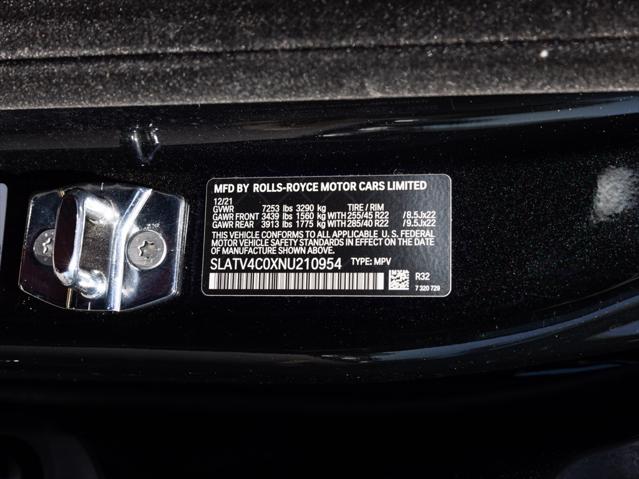 MFD BY ROLLS-ROYCE MOTOR CARS LIMITED
12/21
GVWR 7253 lbs 3290 kg TIRE / RIM
GAWR FRONT 3439 lbs 1560 kg WITH 255/45 R22 /8.5Jx22
GAWR REAR 3913 lbs 1775 kg WITH 285/40 R22 /9.5Jx22
THIS VEHICLE CONFORMS TO ALL APPLICABLE U. S. FEDERAL
MOTOR VEHICLE SAFETY STANDARDS IN EFFECT ON THE DATE
OF MANUFACTURE SHOWN ABOVE.
SLATV4C0XNU210954 TYPE: MPV
R32
7 320 729